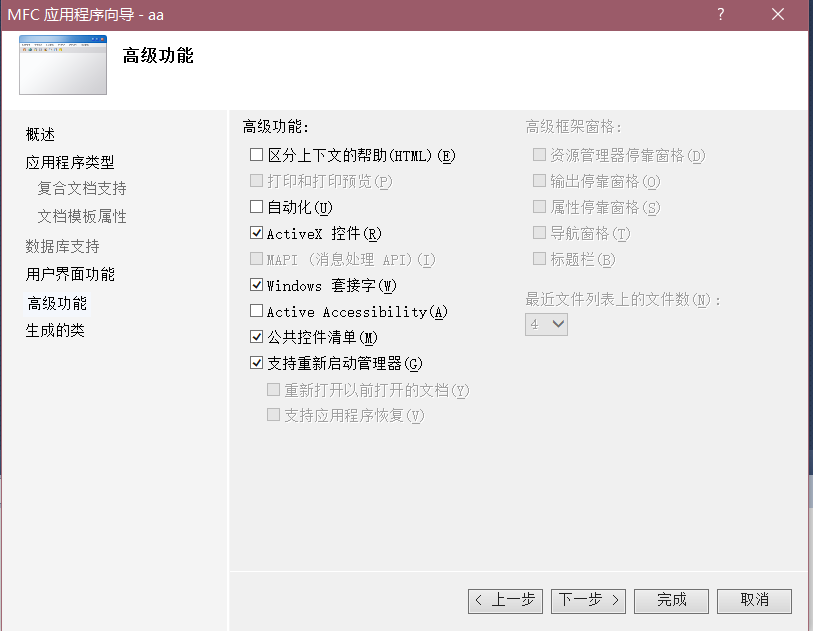 MFC 应用程序向导 - aa
?
高级功能
概述
应用程序类型
复合文档支持
文档模板属性
数据库支持
用户界面功能
高级功能
生成的类
高级功能:
区分上下文的帮助(HTML)(E)
打印和打印预览(P)
自动化(U)
ActiveX 控件(R)
MAPI (消息处理 API)(I)
Windows 套接字(W)
Active Accessibility(A)
公共控件清单(M)
支持重新启动管理器(G)
重新打开以前打开的文档(Y)
支持应用程序恢复(V)
高级框架窗格:
资源管理器停靠窗格(D)
输出停靠窗格(O)
属性停靠窗格(S)
导航窗格(T)
标题栏(B)
最近文件列表上的文件数(N):
4
< 上一步
下一步 >
完成
取消